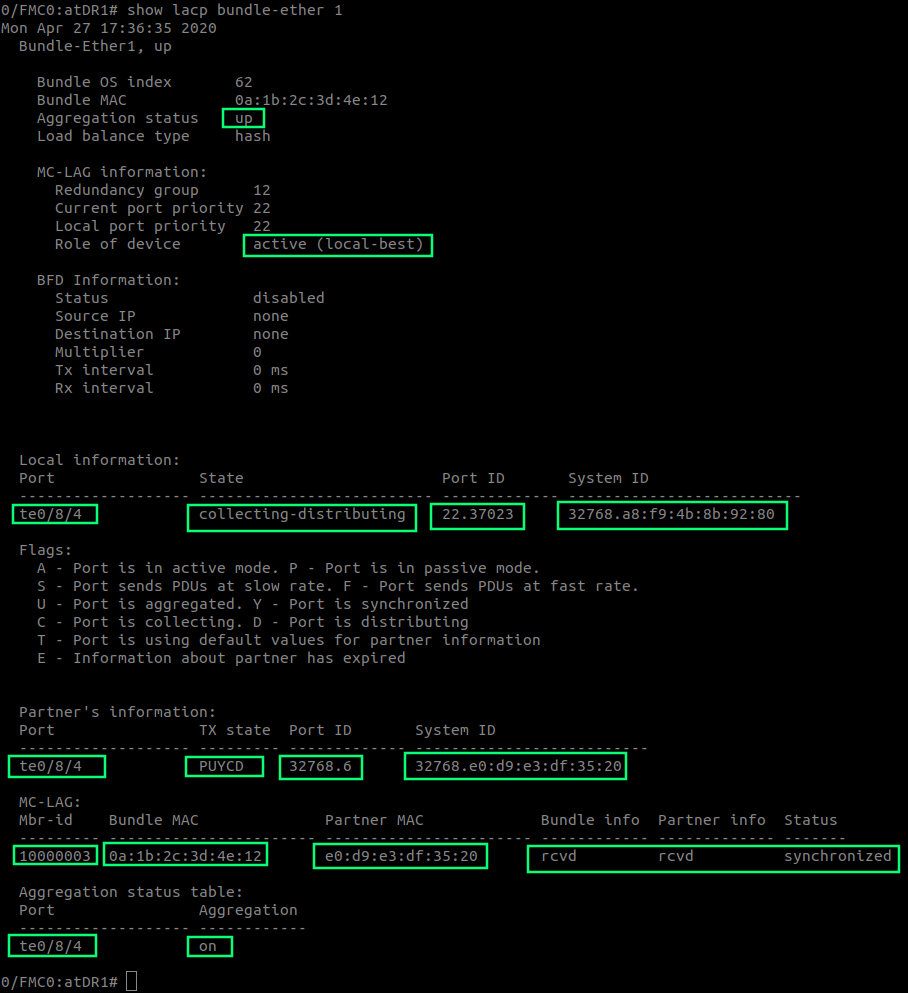 0/FMC0:atDR1# show lacp bundle-ether 1
Mon Apr 27 17:36:35 2020
  Bundle-Ether1, up

    Bundle OS index       62
    Bundle MAC            0a:1b:2c:3d:4e:12
    Aggregation status    up
    Load balance type     hash

    MC-LAG information:
      Redundancy group      12
      Current port priority 22
      Local port priority   22
      Role of device        active (local-best)

    BFD Information:
      Status                disabled
      Source IP             none
      Destination IP        none
      Multiplier            0
      Tx interval           0 ms
      Rx interval           0 ms

  Local information:
  Port                State                      Port ID       System ID
  ------------------- -------------------------- ------------- --------------------------
  te0/8/4             collecting-distributing    22.37023      32768.a8:f9:4b:8b:92:80

  Flags:
    A - Port is in active mode. P - Port is in passive mode.
    S - Port sends PDUs at slow rate. F - Port sends PDUs at fast rate.
    U - Port is aggregated. Y - Port is synchronized
    C - Port is collecting. D - Port is distributing
    T - Port is using default values for partner information
    E - Information about partner has expired

  Partner's information:
  Port                TX state  Port ID       System ID
  ------------------- --------- ------------- --------------------------
  te0/8/4             PUYCD     32768.6       32768.e0:d9:e3:df:35:20

  MC-LAG:
  Mbr-id    Bundle MAC              Partner MAC             Bundle info  Partner info  Status
  --------- ----------------------- ----------------------- ------------ ------------- -------
  10000003  0a:1b:2c:3d:4e:12       e0:d9:e3:df:35:20       rcvd         rcvd          synchronized

  Aggregation status table:
  Port                Aggregation
  ------------------- ------------
  te0/8/4             on

0/FMC0:atDR1#